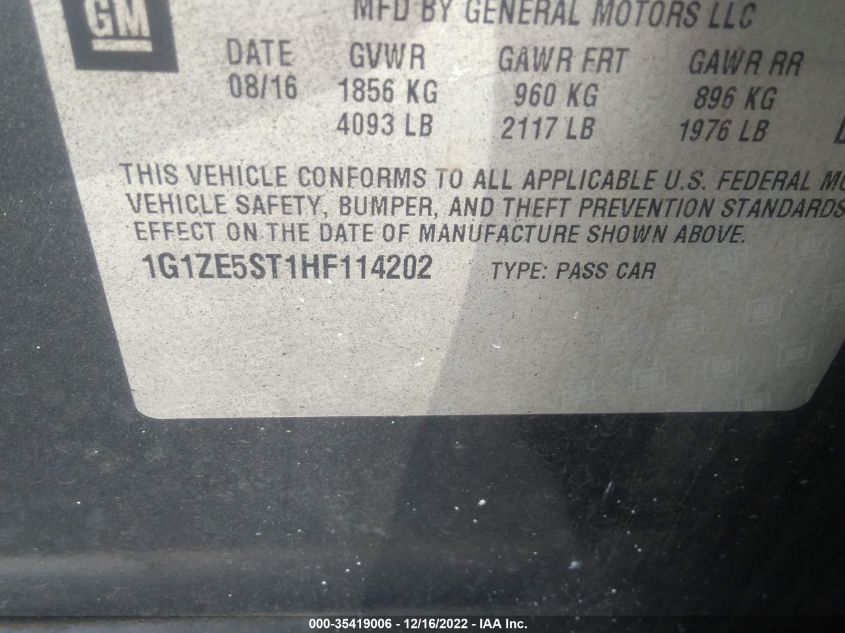 GM
MFD BY GENERAL MOTORS LLC
DATE GVWR GAWR FRT GAWR RR
08/16 1856 KG 960 KG 896 KG
4093 LB 2117 LB 1976 LB
THIS VEHICLE CONFORMS TO ALL APPLICABLE U.S. FEDERAL MO
VEHICLE SAFETY, BUMPER, AND THEFT PREVENTION STANDARDS
EFFECT ON THE DATE OF MANUFACTURE SHOWN ABOVE.
1G1ZE5ST1HF114202 TYPE: PASS CAR
000-35419006 - 12/16/2022 - IAA Inc.